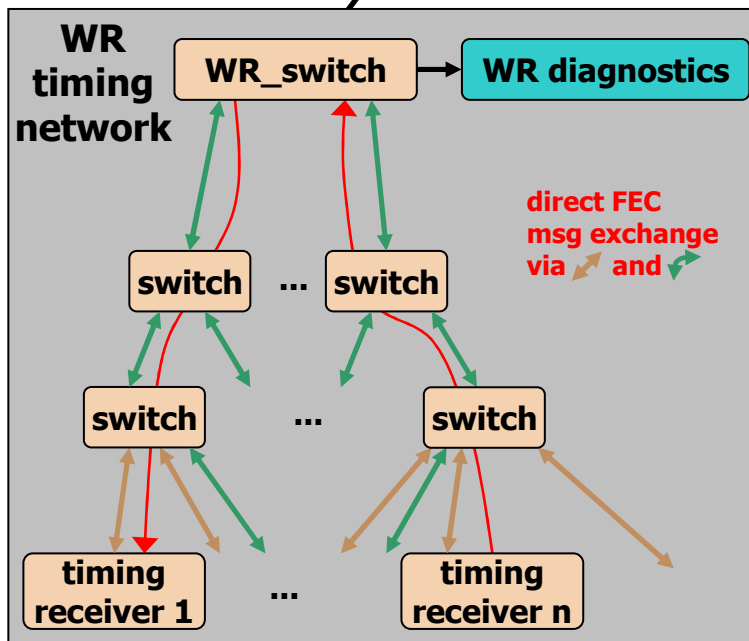 WR
timing
network
WR_switch
WR diagnostics
direct FEC
msg exchange
via and
switch
...
switch
switch
...
switch
timing
receiver 1
...
timing
receiver n